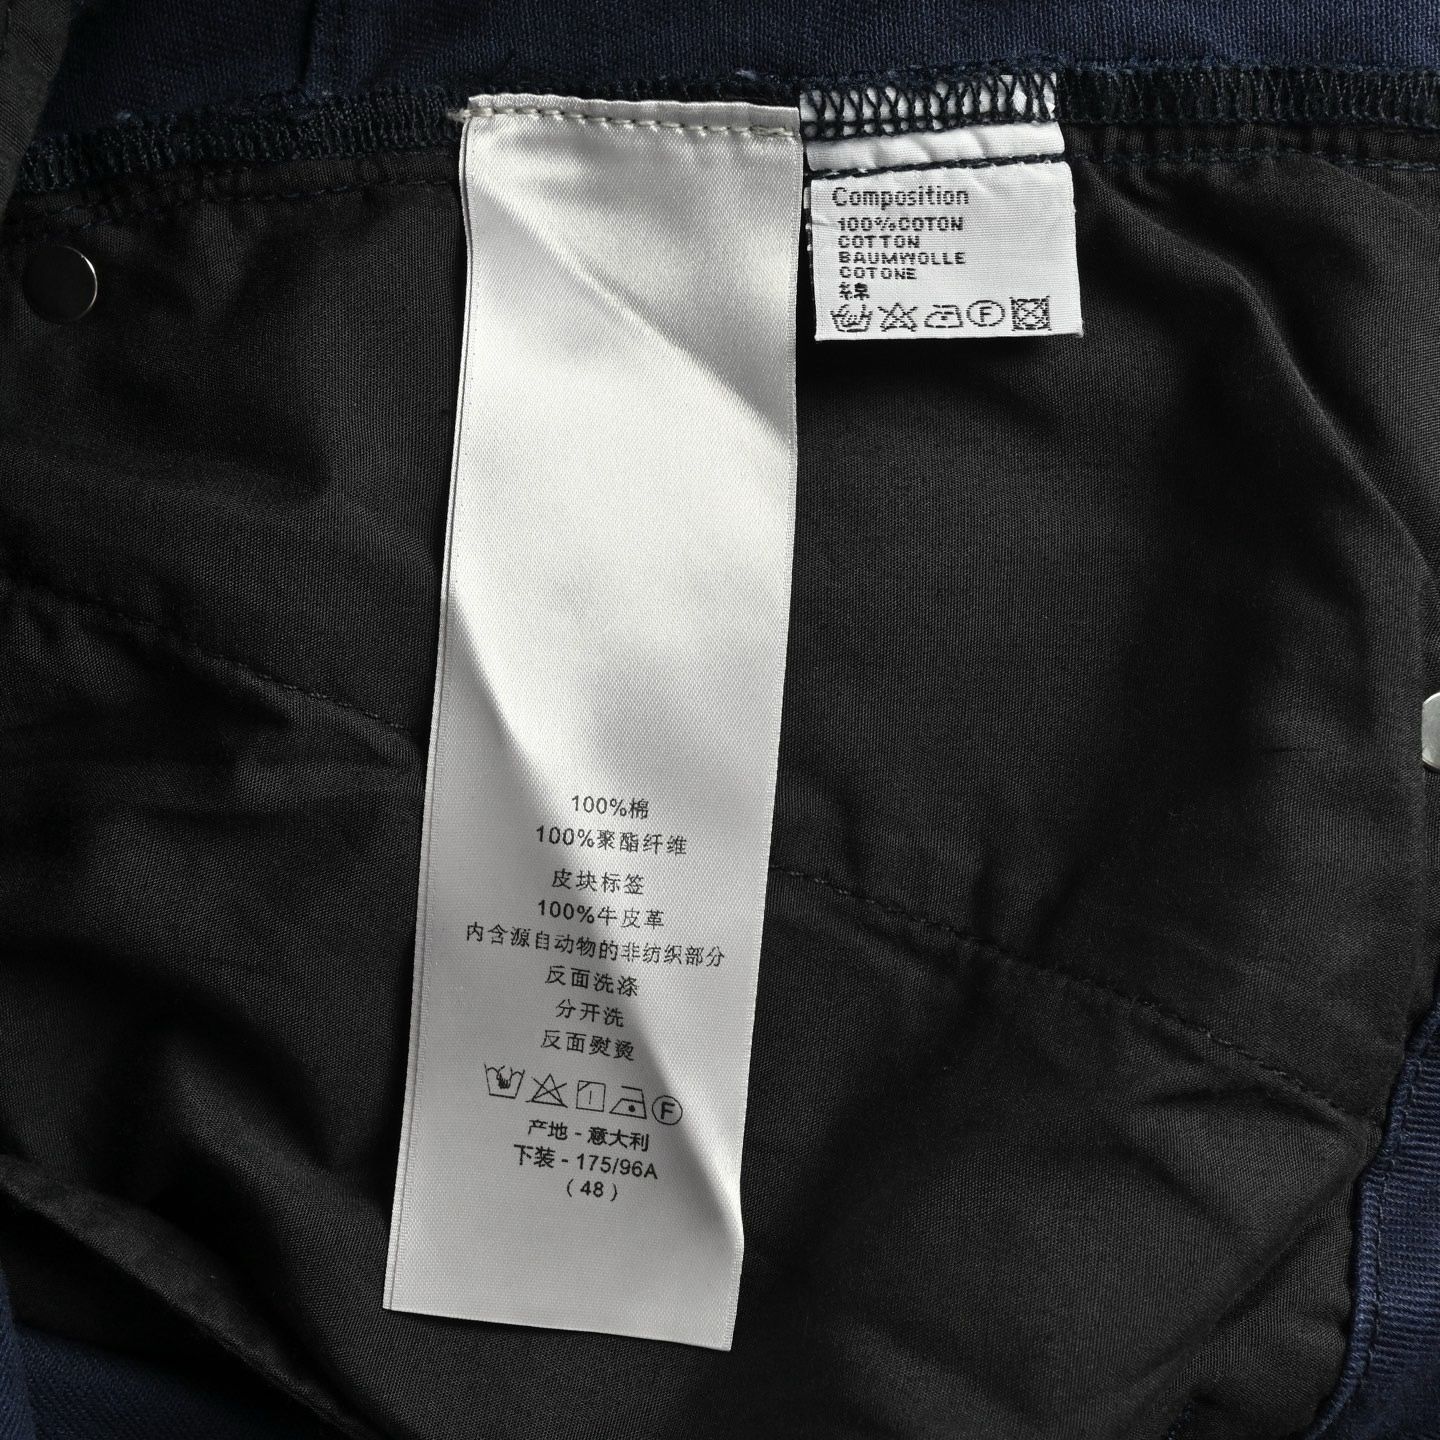 Composition
100%COTON
COTTON
BAUMWOLLE
COTONE
綿
F
100%棉
100%聚酯纤维
皮块标签
100%牛皮革
内含源自动物的非纺织部分
反面洗涤
分开洗
反面熨烫
F
产地 - 意大利
下装 - 175/96A
( 48 )